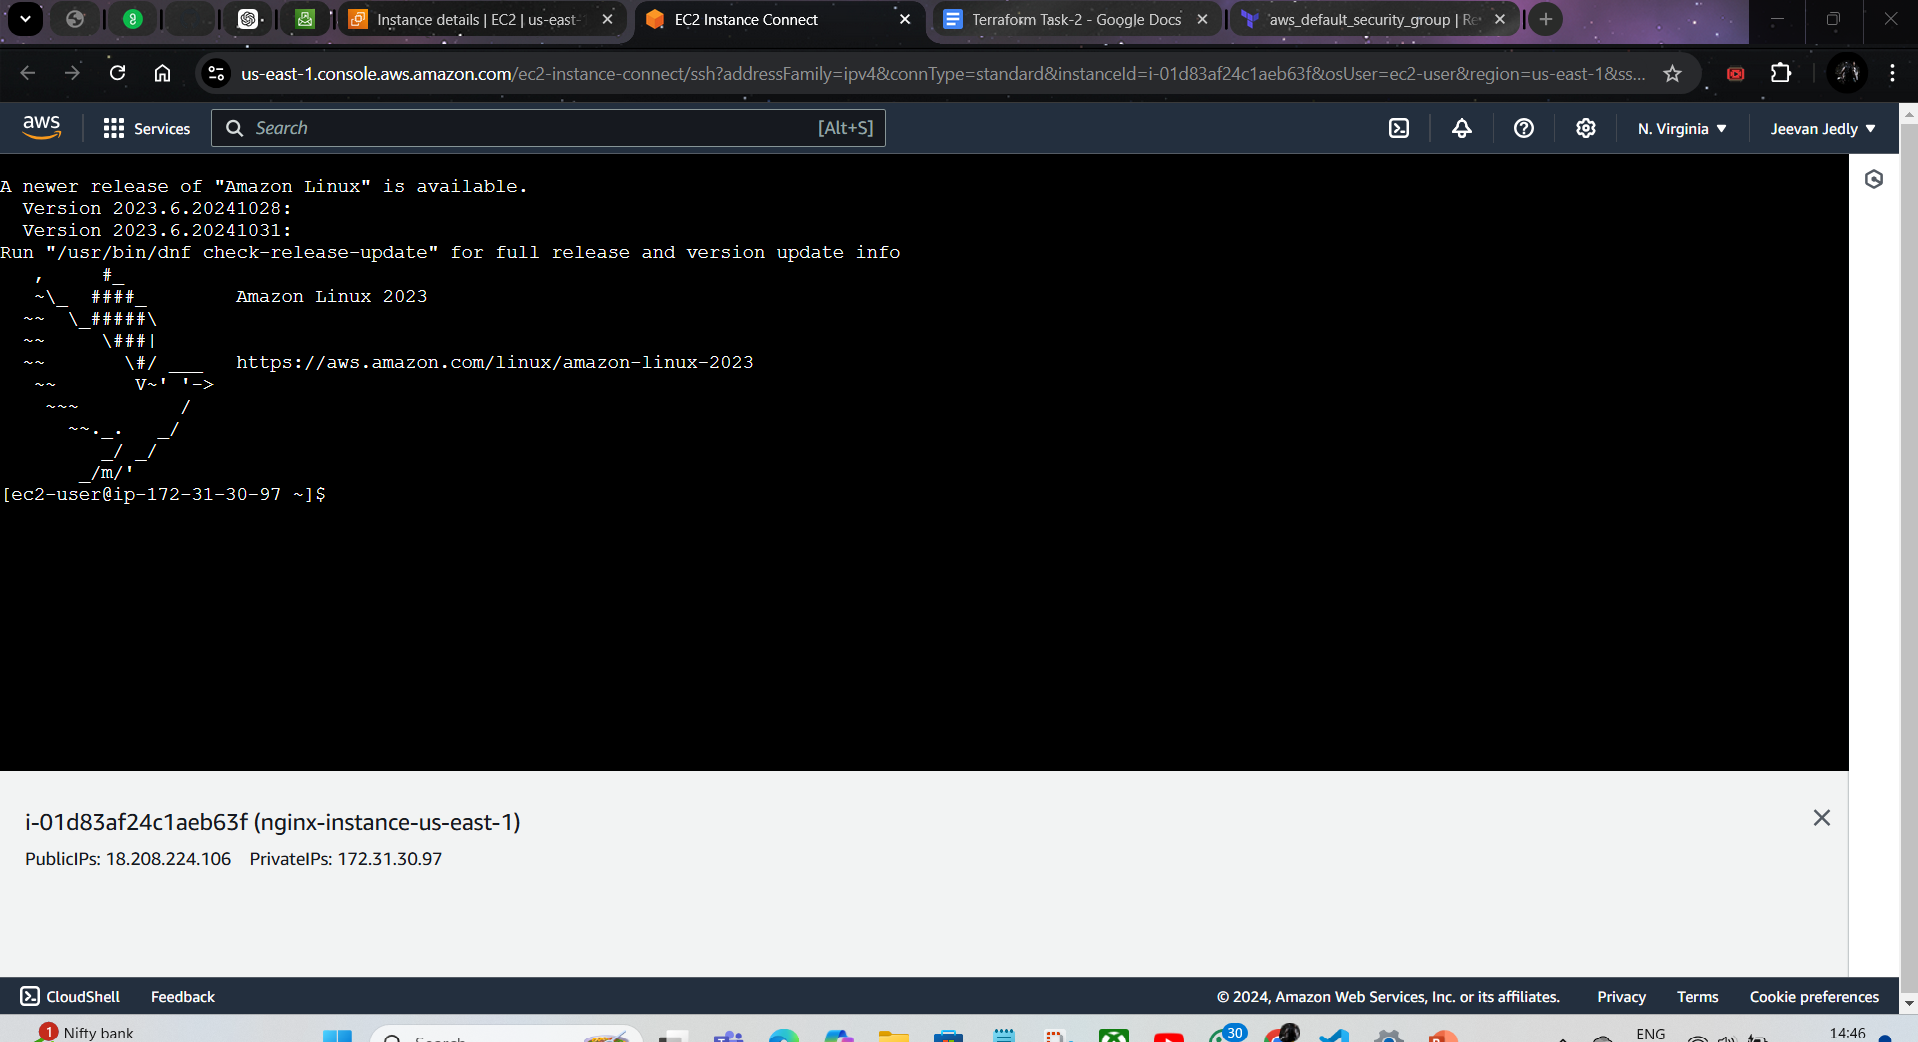 Instance details | EC2 | us-east-
EC2 Instance Connect
Terraform Task-2 - Google Docs
aws_default_security_group | Re
us-east-1.console.aws.amazon.com/ec2-instance-connect/ssh?addressFamily=ipv4&connType=standard&instanceId=i-01d83af24c1aeb63f&osUser=ec2-user&region=us-east-1&ss...
aws
Services
Search
[Alt+S]
N. Virginia
Jeevan Jedly
A newer release of "Amazon Linux" is available.
  Version 2023.6.20241028:
  Version 2023.6.20241031:
Run "/usr/bin/dnf check-release-update" for full release and version update info
   ,     #_
   ~\_  ####_        Amazon Linux 2023
  ~~  \_#####\
  ~~     \###|
  ~~       \#/ ___   https://aws.amazon.com/linux/amazon-linux-2023
   ~~       V~' '->
    ~~~         /
      ~~._.   _/
         _/ _/
       _/m/'
[ec2-user@ip-172-31-30-97 ~]$
i-01d83af24c1aeb63f (nginx-instance-us-east-1)
PublicIPs: 18.208.224.106 PrivateIPs: 172.31.30.97
CloudShell
Feedback
© 2024, Amazon Web Services, Inc. or its affiliates.
Privacy
Terms
Cookie preferences
1
Nifty bank
Search
30
ENG
14:46